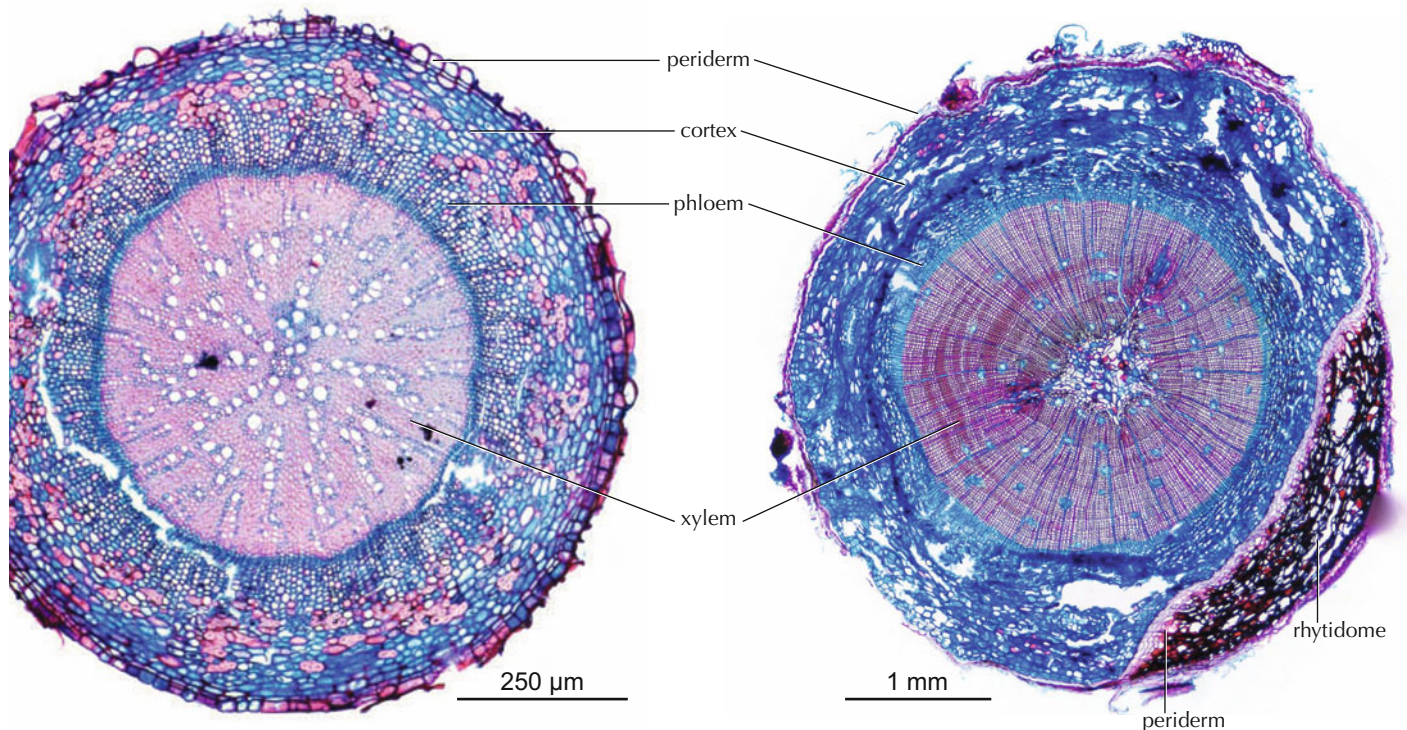 periderm
cortex
phloem
xylem
rhytidome
250 µm
1 mm
periderm